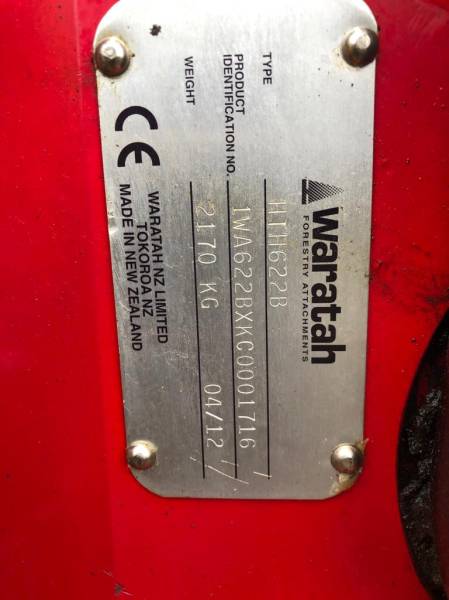 waratah
FORESTRY ATTACHMENTS
TYPE HTH622B
PRODUCT
IDENTIFICATION NO. 1WA622BXKC0001716
WEIGHT 2170 KG 04/12
CE
WARATAH NZ LIMITED
TOKOROA NZ
MADE IN NEW ZEALAND